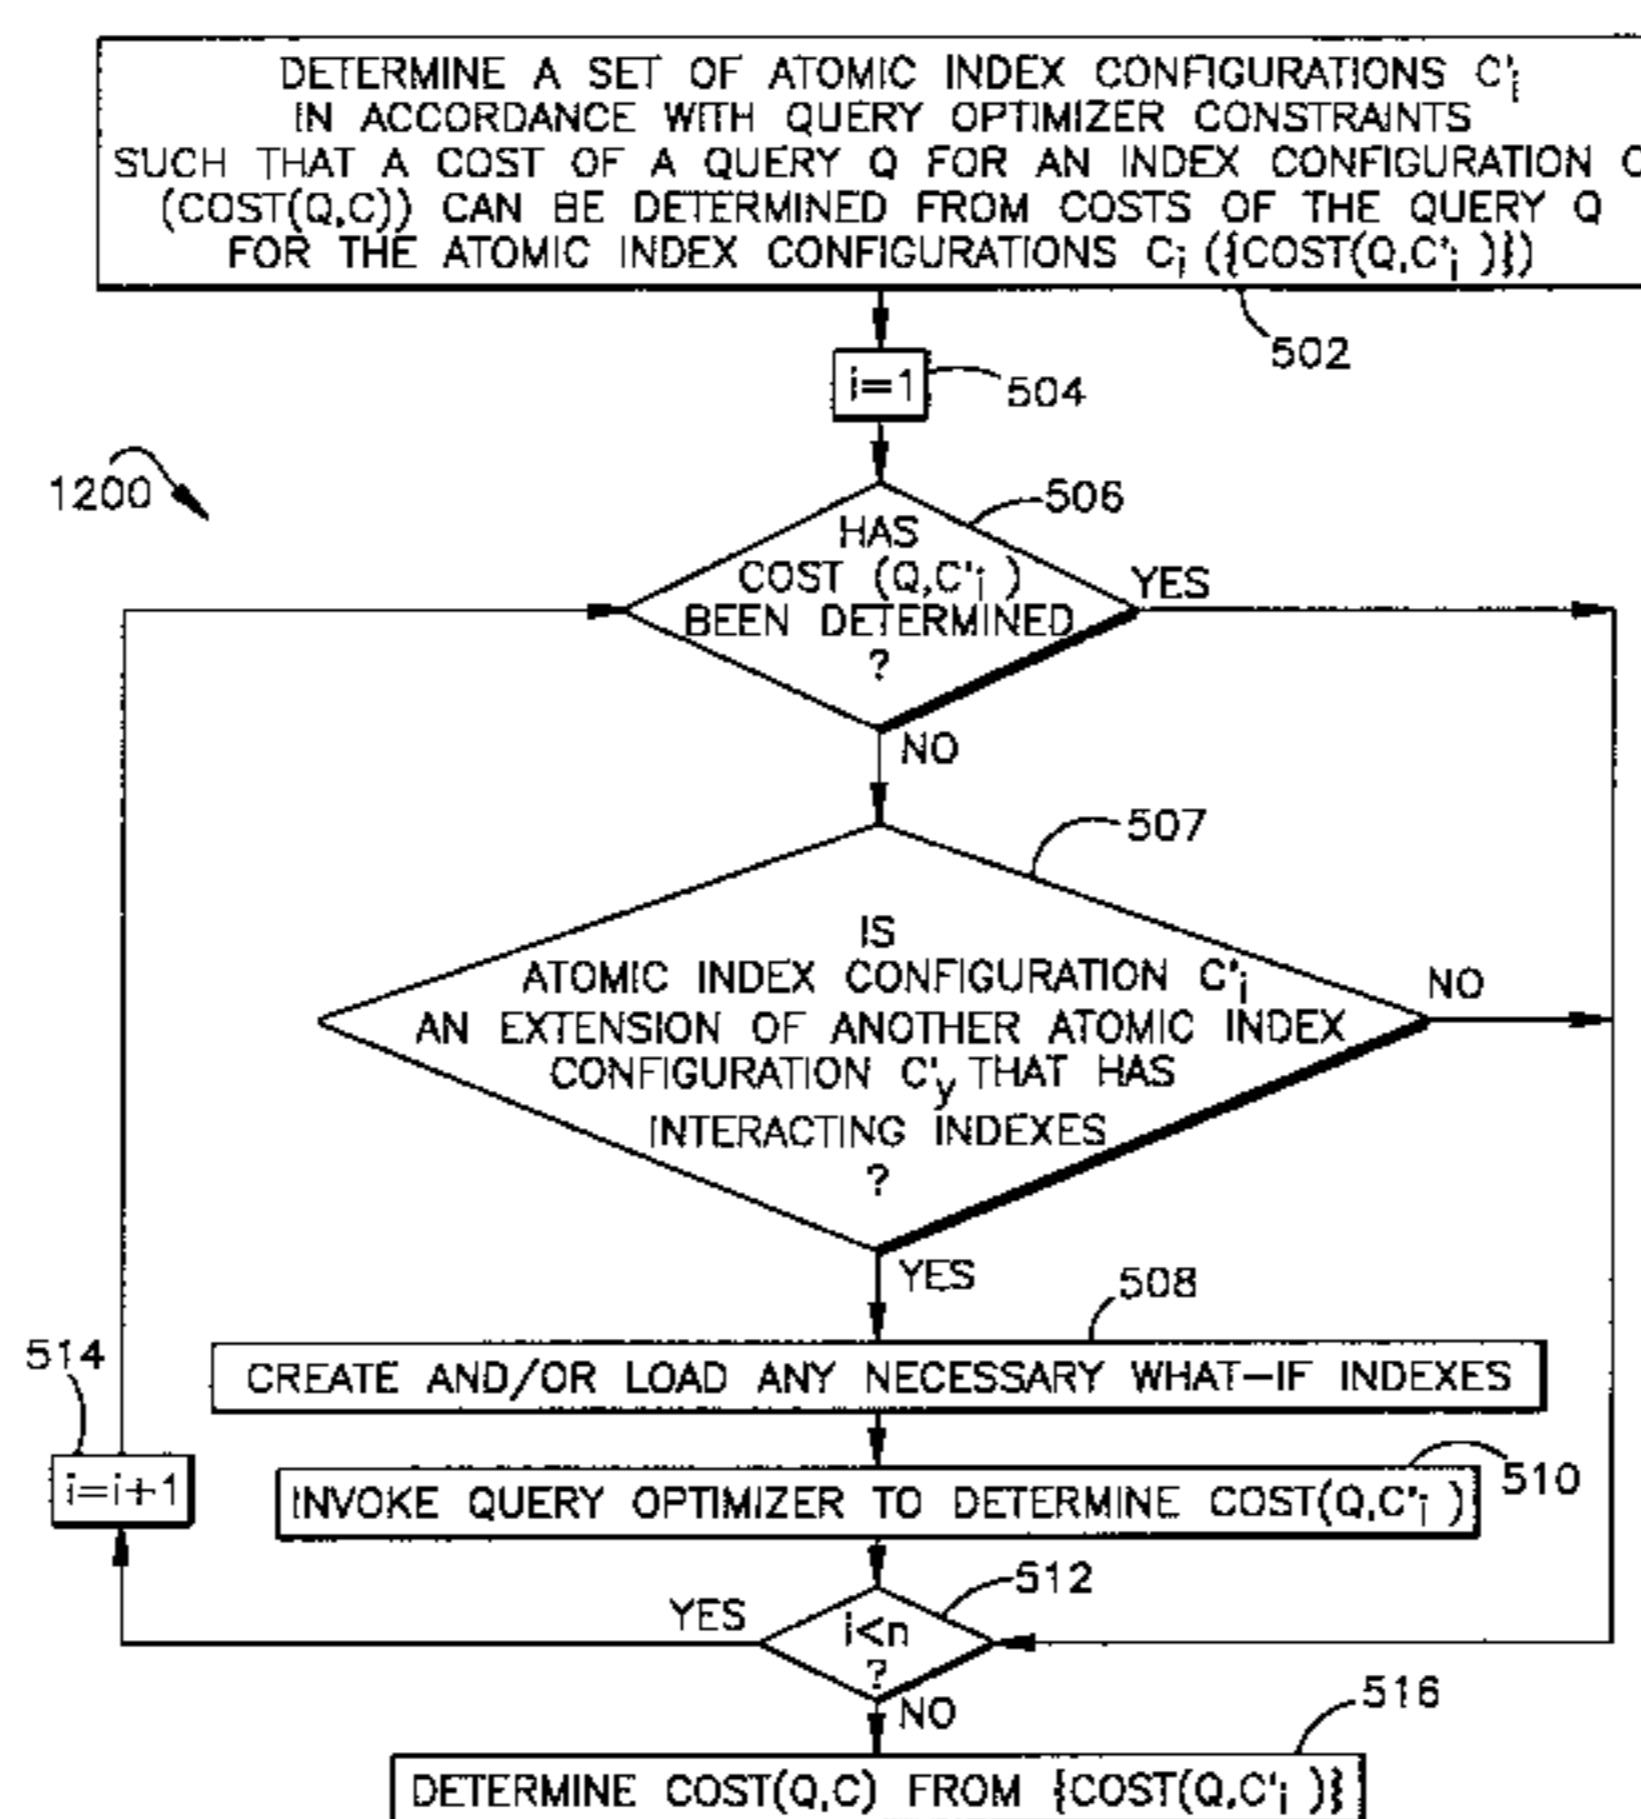 DETERMINE A SET OF ATOMIC INDEX CONFIGURATIONS C'i
IN ACCORDANCE WITH QUERY OPTIMIZER CONSTRAINTS
SUCH THAT A COST OF A QUERY Q FOR AN INDEX CONFIGURATION C
(COST(Q,C)) CAN BE DETERMINED FROM COSTS OF THE QUERY Q
FOR THE ATOMIC INDEX CONFIGURATIONS Ci ({COST(Q,C'i )})
502
i=1
504
1200
506
HAS
COST (Q,C'i )
BEEN DETERMINED
?
YES
NO
507
IS
ATOMIC INDEX CONFIGURATION C'i
AN EXTENSION OF ANOTHER ATOMIC INDEX
CONFIGURATION C'y THAT HAS
INTERACTING INDEXES
?
NO
YES
508
CREATE AND/OR LOAD ANY NECESSARY WHAT-IF INDEXES
514
i=i+1
INVOKE QUERY OPTIMIZER TO DETERMINE COST(Q,C'i )
510
512
YES
i<n
?
NO
516
DETERMINE COST(Q,C) FROM {COST(Q,C'i )}